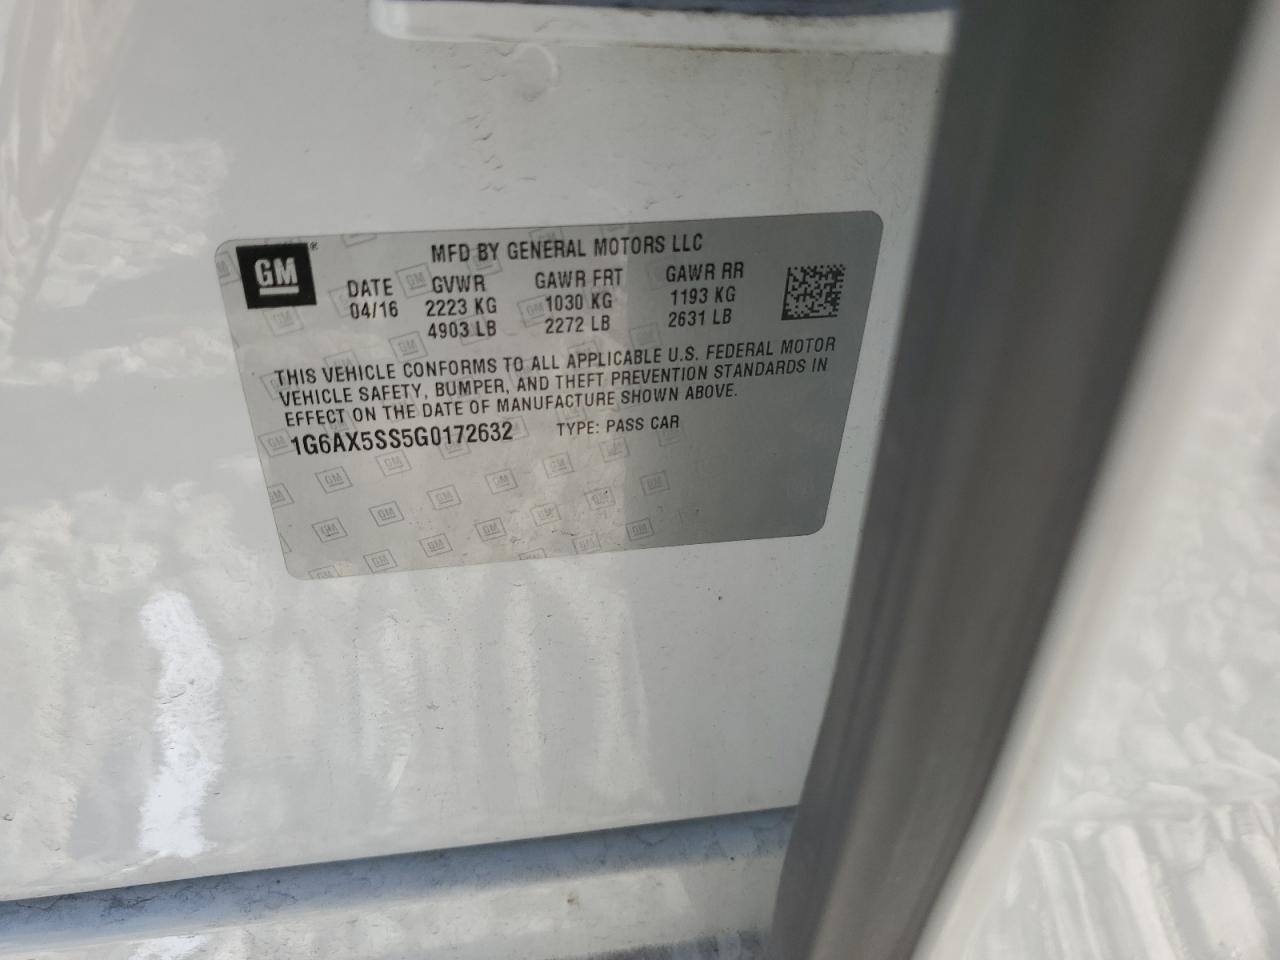 GM ®
MFD BY GENERAL MOTORS LLC
DATE GVWR GAWR FRT GAWR RR
04/16 2223 KG 1030 KG 1193 KG
4903 LB 2272 LB 2631 LB
THIS VEHICLE CONFORMS TO ALL APPLICABLE U.S. FEDERAL MOTOR
VEHICLE SAFETY, BUMPER, AND THEFT PREVENTION STANDARDS IN
EFFECT ON THE DATE OF MANUFACTURE SHOWN ABOVE.
1G6AX5SS5G0172632 TYPE: PASS CAR